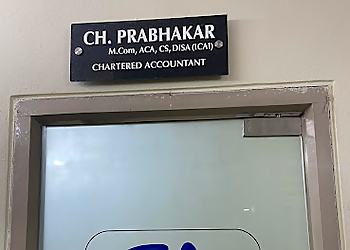 CH. PRABHAKAR
M.Com, ACA, CS, DISA (ICAI)
CHARTERED ACCOUNTANT